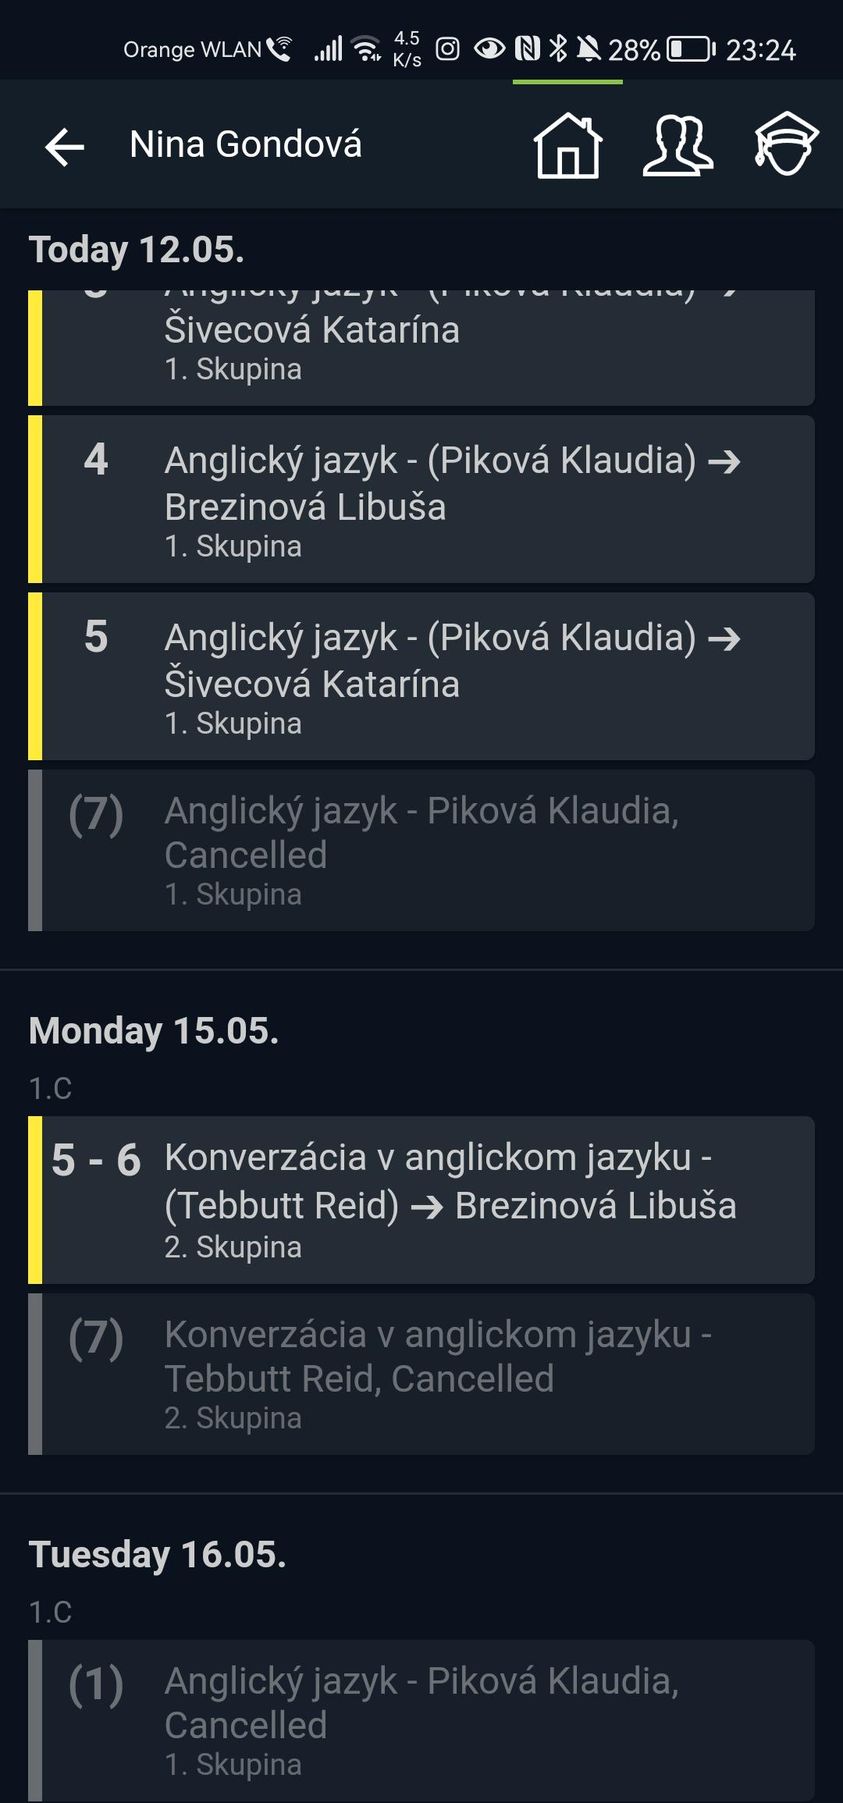 Orange WLAN 4.5 K/s 28% 23:24
Nina Gondová
Today 12.05.
Anglický jazyk - (Piková Klaudia) ➔
Šivecová Katarína
1. Skupina
4 Anglický jazyk - (Piková Klaudia) ➔
Brezinová Libuša
1. Skupina
5 Anglický jazyk - (Piková Klaudia) ➔
Šivecová Katarína
1. Skupina
(7) Anglický jazyk - Piková Klaudia,
Cancelled
1. Skupina
Monday 15.05.
1.C
5 - 6 Konverzácia v anglickom jazyku -
(Tebbutt Reid) ➔ Brezinová Libuša
2. Skupina
(7) Konverzácia v anglickom jazyku -
Tebbutt Reid, Cancelled
2. Skupina
Tuesday 16.05.
1.C
(1) Anglický jazyk - Piková Klaudia,
Cancelled
1. Skupina